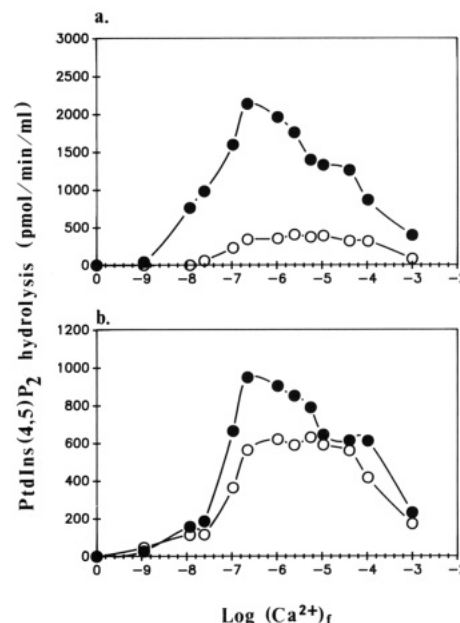 a.
3000
2500
2000
1500
1000
500
0
0 -9 -8 -7 -6 -5 -4 -3 -2
b.
1200
1000
800
600
400
200
0
0 -9 -8 -7 -6 -5 -4 -3 -2
PtdIns(4,5)P2 hydrolysis (pmol/min/ml)
Log (Ca2+)f